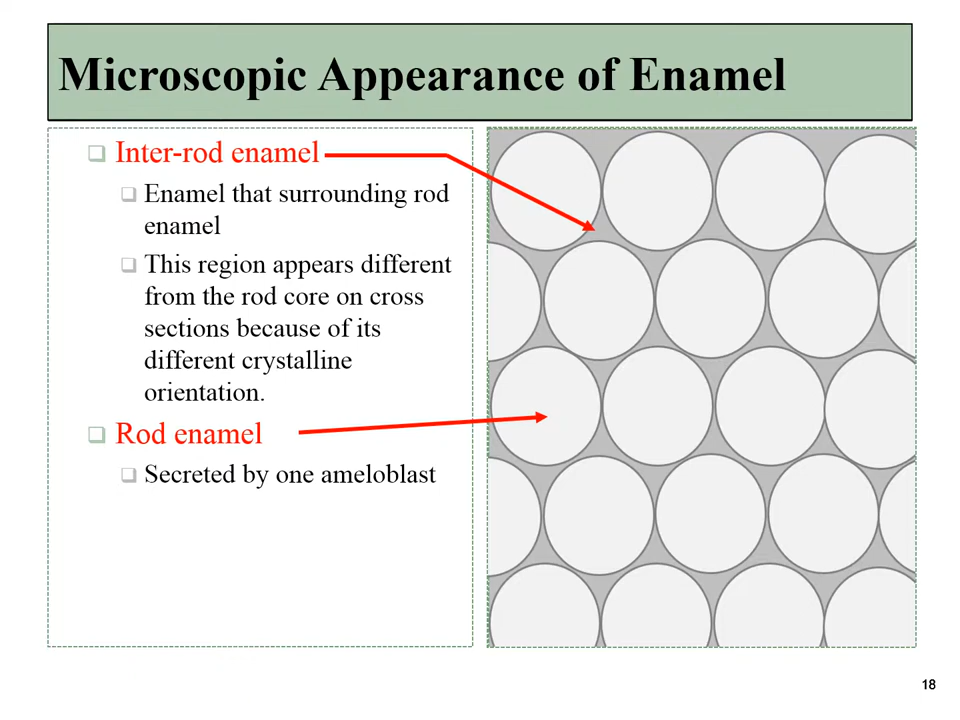 Microscopic Appearance of Enamel
Inter-rod enamel
Enamel that surrounding rod
enamel
This region appears different
from the rod core on cross
sections because of its
different crystalline
orientation.
Rod enamel
Secreted by one ameloblast
18